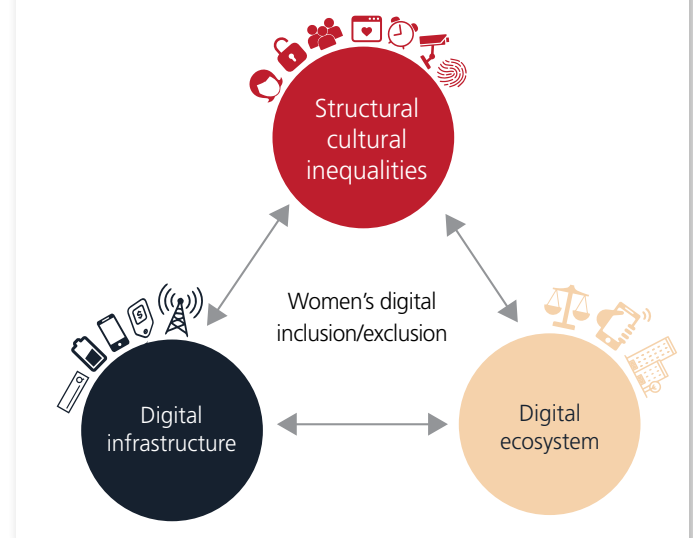 Structural
cultural
inequalities
Women's digital
inclusion/exclusion
Digital
infrastructure
Digital
ecosystem